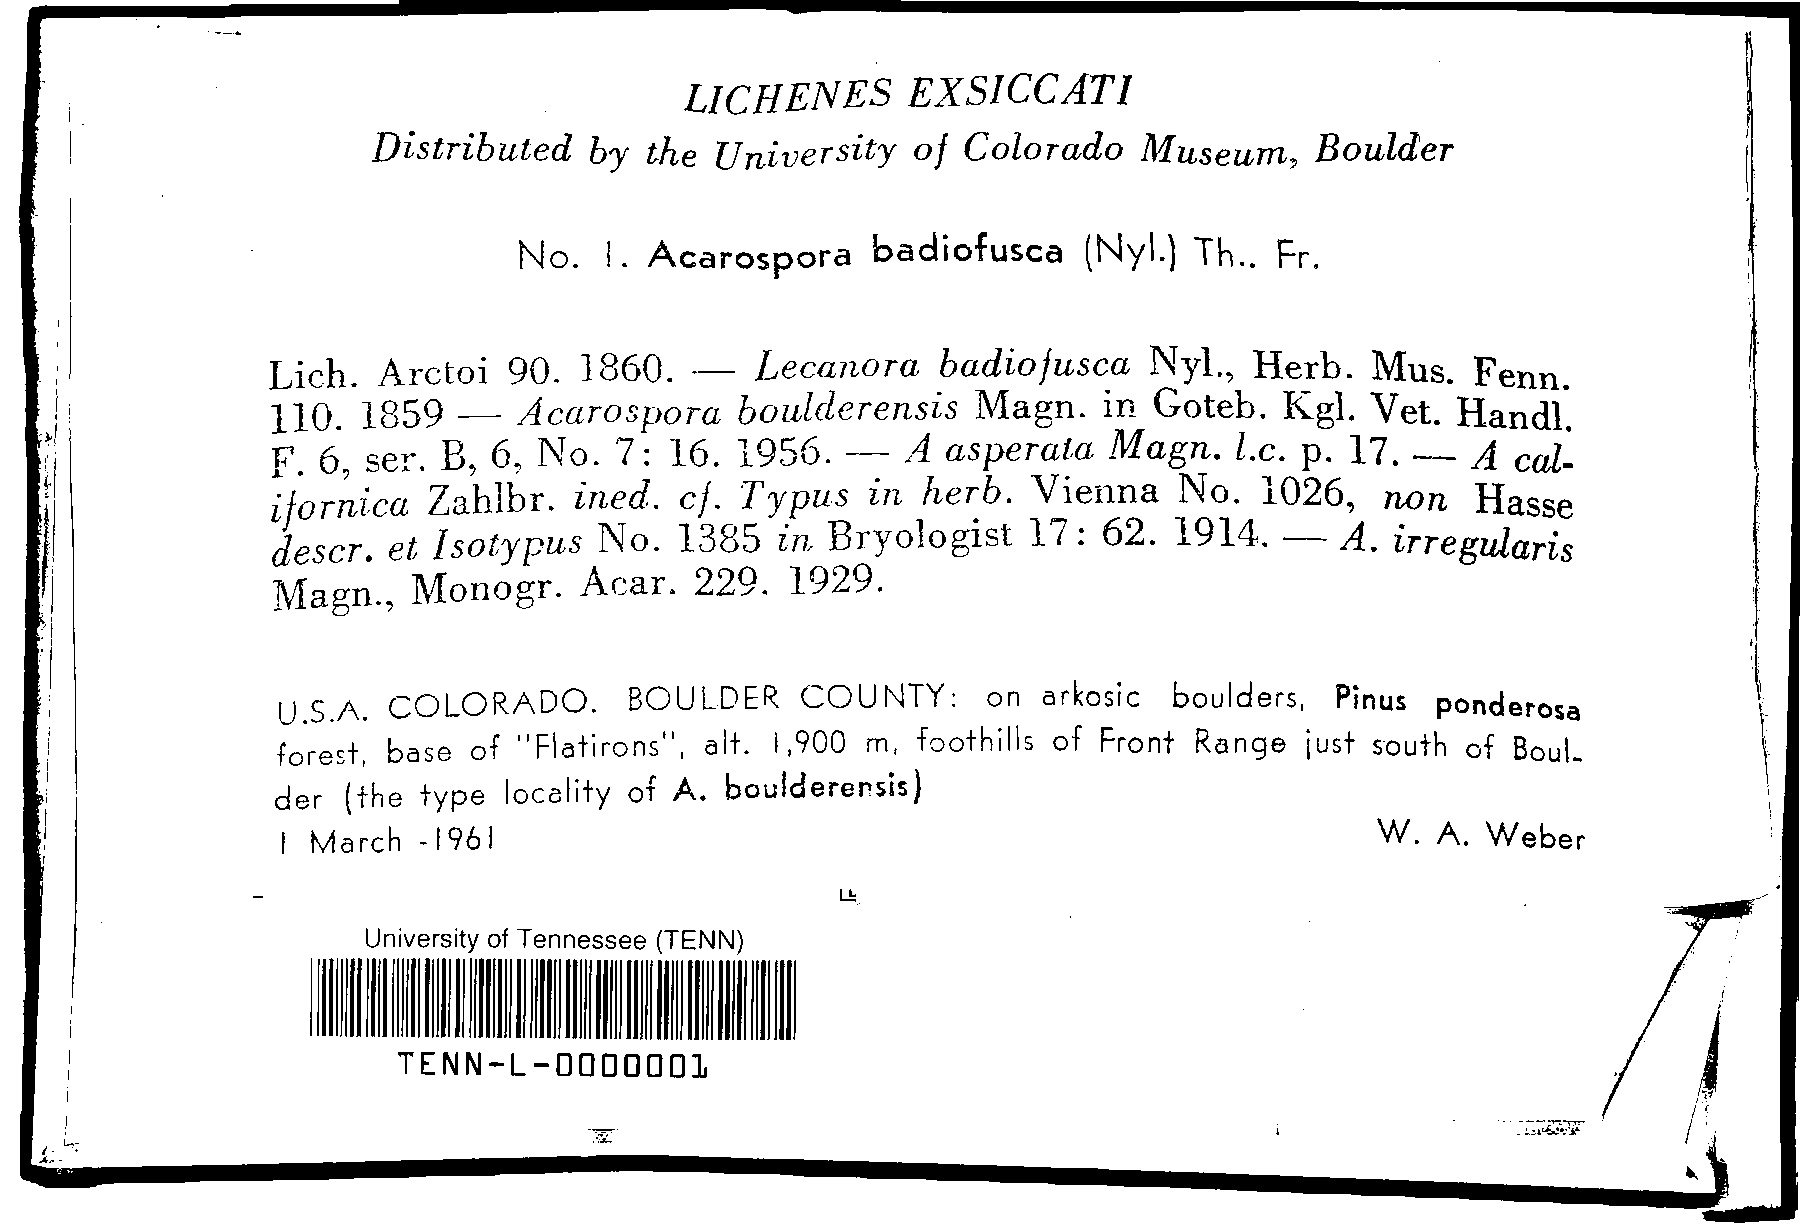 LICHENES EXSICCATI
Distributed by the University of Colorado Museum, Boulder
No. 1. Acarospora badiofusca (Nyl.) Th.. Fr.
Lich. Arctoi 90. 1860. — Lecanora badiofusca Nyl., Herb. Mus. Fenn.
110. 1859 — Acarospora boulderensis Magn. in Goteb. Kgl. Vet. Handl.
F. 6, ser. B, 6, No. 7: 16. 1956. — A asperata Magn. l.c. p. 17. — A cal-
ifornica Zahlbr. ined. cf. Typus in herb. Vienna No. 1026, non Hasse
descr. et Isotypus No. 1385 in Bryologist 17: 62. 1914. — A. irregularis
Magn., Monogr. Acar. 229. 1929.
U.S.A. COLORADO. BOULDER COUNTY: on arkosic boulders, Pinus ponderosa
forest, base of "Flatirons", alt. 1,900 m, foothills of Front Range just south of Boul-
der (the type locality of A. boulderensis)
1 March -1961 W. A. Weber
University of Tennessee (TENN)
TENN-L-0000001